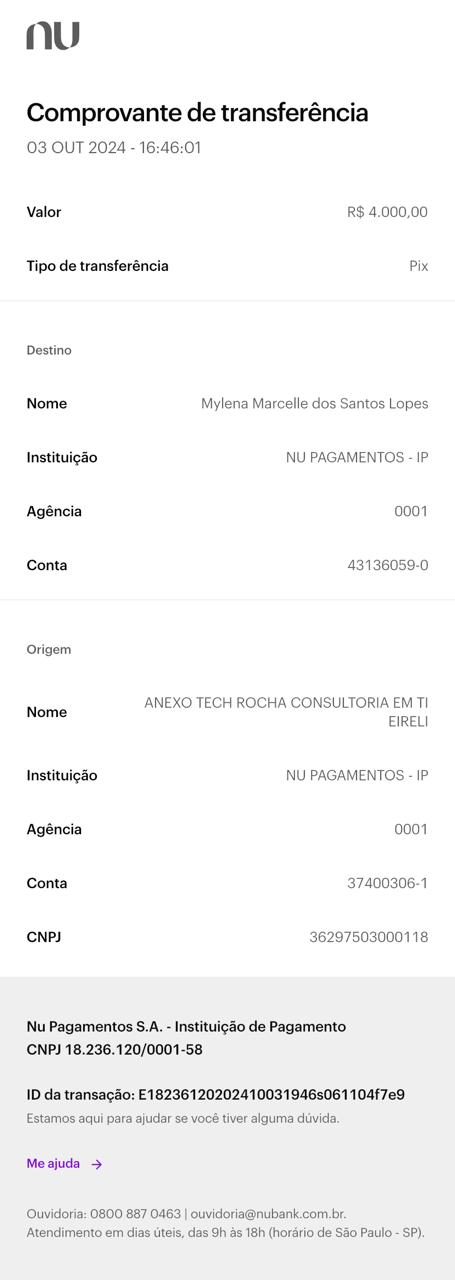 nu
Comprovante de transferência
03 OUT 2024 - 16:46:01
Valor R$ 4.000,00
Tipo de transferência Pix
Destino
Nome Mylena Marcelle dos Santos Lopes
Instituição NU PAGAMENTOS - IP
Agência 0001
Conta 43136059-0
Origem
Nome ANEXO TECH ROCHA CONSULTORIA EM TI
EIRELI
Instituição NU PAGAMENTOS - IP
Agência 0001
Conta 37400306-1
CNPJ 36297503000118
Nu Pagamentos S.A. - Instituição de Pagamento
CNPJ 18.236.120/0001-58
ID da transação: E18236120202410031946s061104f7e9
Estamos aqui para ajudar se você tiver alguma dúvida.
Me ajuda →
Ouvidoria: 0800 887 0463 | ouvidoria@nubank.com.br.
Atendimento em dias úteis, das 9h às 18h (horário de São Paulo - SP).